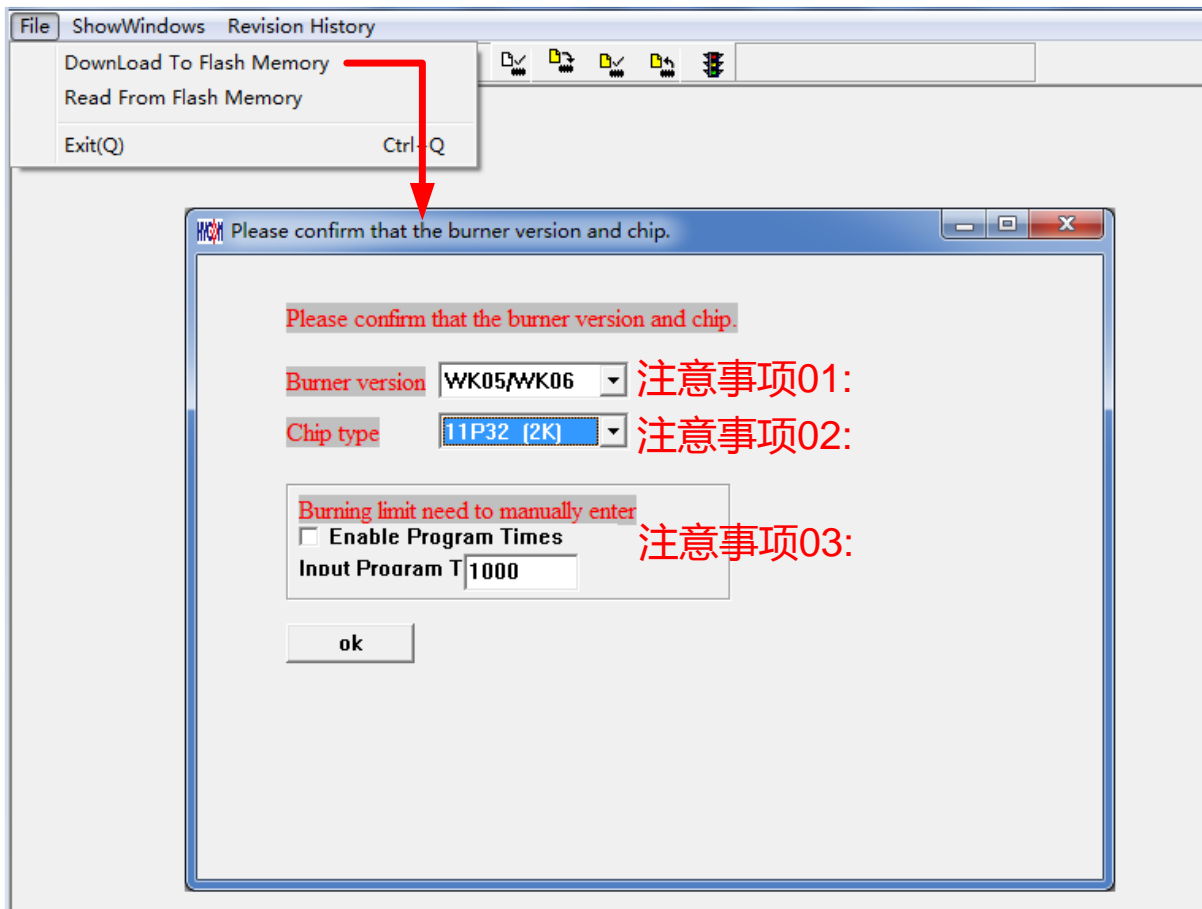 File ShowWindows Revision History
DownLoad To Flash Memory
Read From Flash Memory
Exit(Q) Ctrl+Q
Please confirm that the burner version and chip.
Please confirm that the burner version and chip.
Burner version WK05/WK06 注意事项01:
Chip type 11P32 (2K) 注意事项02:
Burning limit need to manually enter
Enable Program Times 注意事项03:
Input Program T 1000
ok